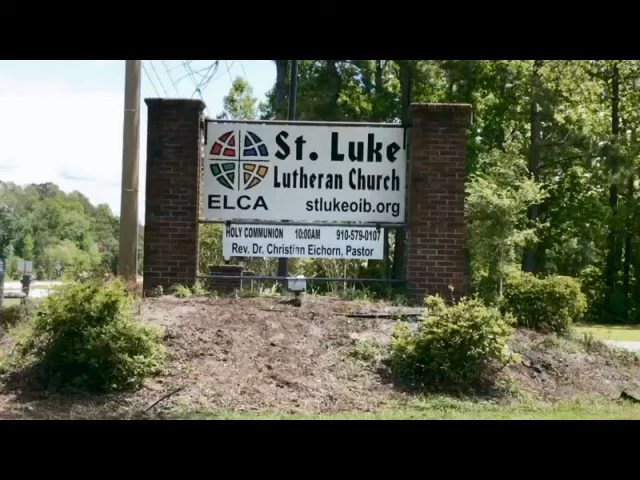 St. Luke
Lutheran Church
ELCA stlukeoib.org
HOLY COMMUNION 10:00AM 910-579-0107
Rev. Dr. Christian Eichorn, Pastor